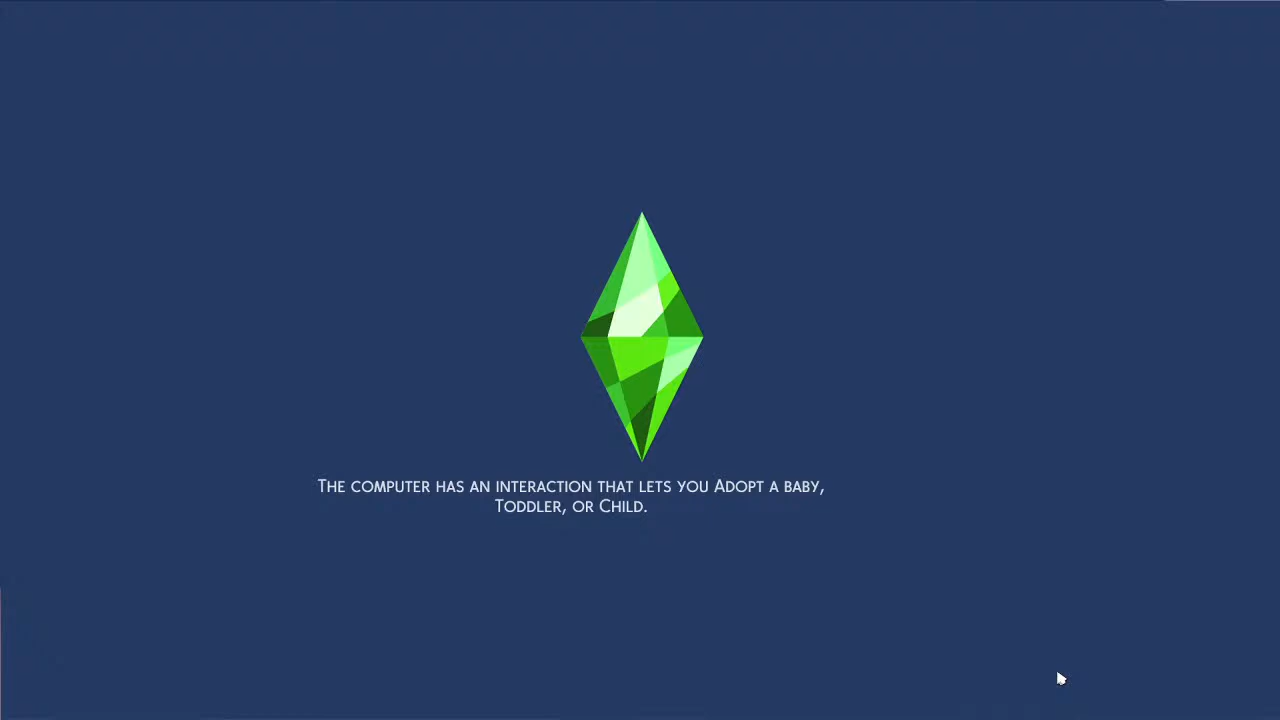 The computer has an interaction that lets you Adopt a baby,
Toddler, or Child.